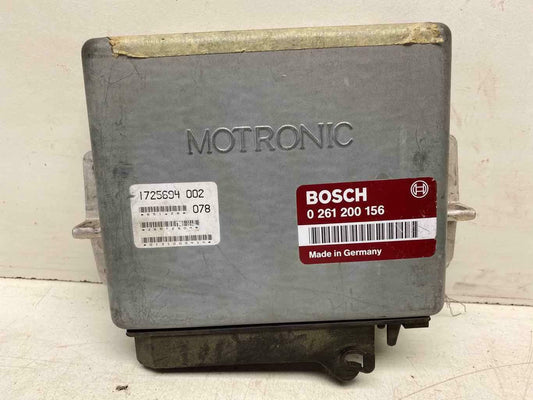 MOTRONIC
1725694 002
078
BOSCH
0 261 200 156
Made in Germany